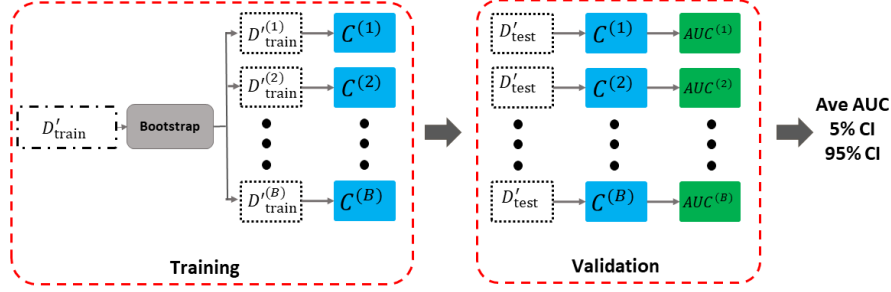 D′train
Bootstrap
D′(1)train
C(1)
D′(2)train
C(2)
D′(B)train
C(B)
Training
D′test
C(1)
AUC(1)
D′test
C(2)
AUC(2)
D′test
C(B)
AUC(B)
Validation
Ave AUC
5% CI
95% CI